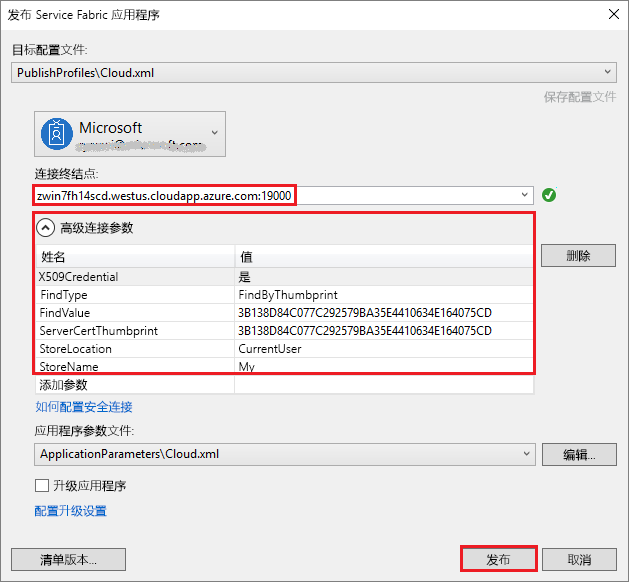 发布 Service Fabric 应用程序
目标配置文件:
PublishProfiles\Cloud.xml
保存配置文件
Microsoft
连接终结点:
zwin7fh14scd.westus.cloudapp.azure.com:19000
高级连接参数
姓名 值
X509Credential 是
FindType FindByThumbprint
FindValue 3B138D84C077C292579BA35E4410634E164075CD
ServerCertThumbprint 3B138D84C077C292579BA35E4410634E164075CD
StoreLocation CurrentUser
StoreName My
添加参数
删除
如何配置安全连接
应用程序参数文件:
ApplicationParameters\Cloud.xml
编辑...
升级应用程序
配置升级设置
清单版本... 发布 取消